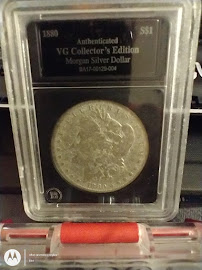 1880 $1
Authenticated
VG Collector's Edition
Morgan Silver Dollar